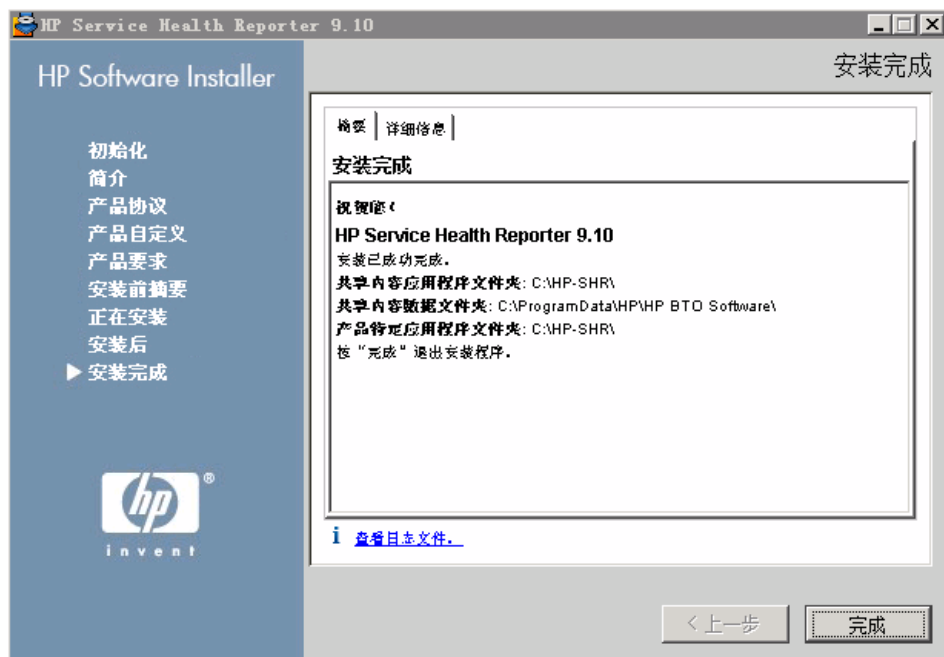 HP Service Health Reporter 9.10
HP Software Installer
安装完成
初始化
简介
产品协议
产品自定义
产品要求
安装前摘要
正在安装
安装后
安装完成
摘要
详细信息
安装完成
祝贺您!
HP Service Health Reporter 9.10
安装已成功完成.
共享内容应用程序文件夹: C:\HP-SHR\
共享内容数据文件夹: C:\ProgramData\HP\HP BTO Software\
产品特定应用程序文件夹: C:\HP-SHR\
按“完成”退出安装程序.
i 查看日志文件.
hp
®
invent
<上一步
完成